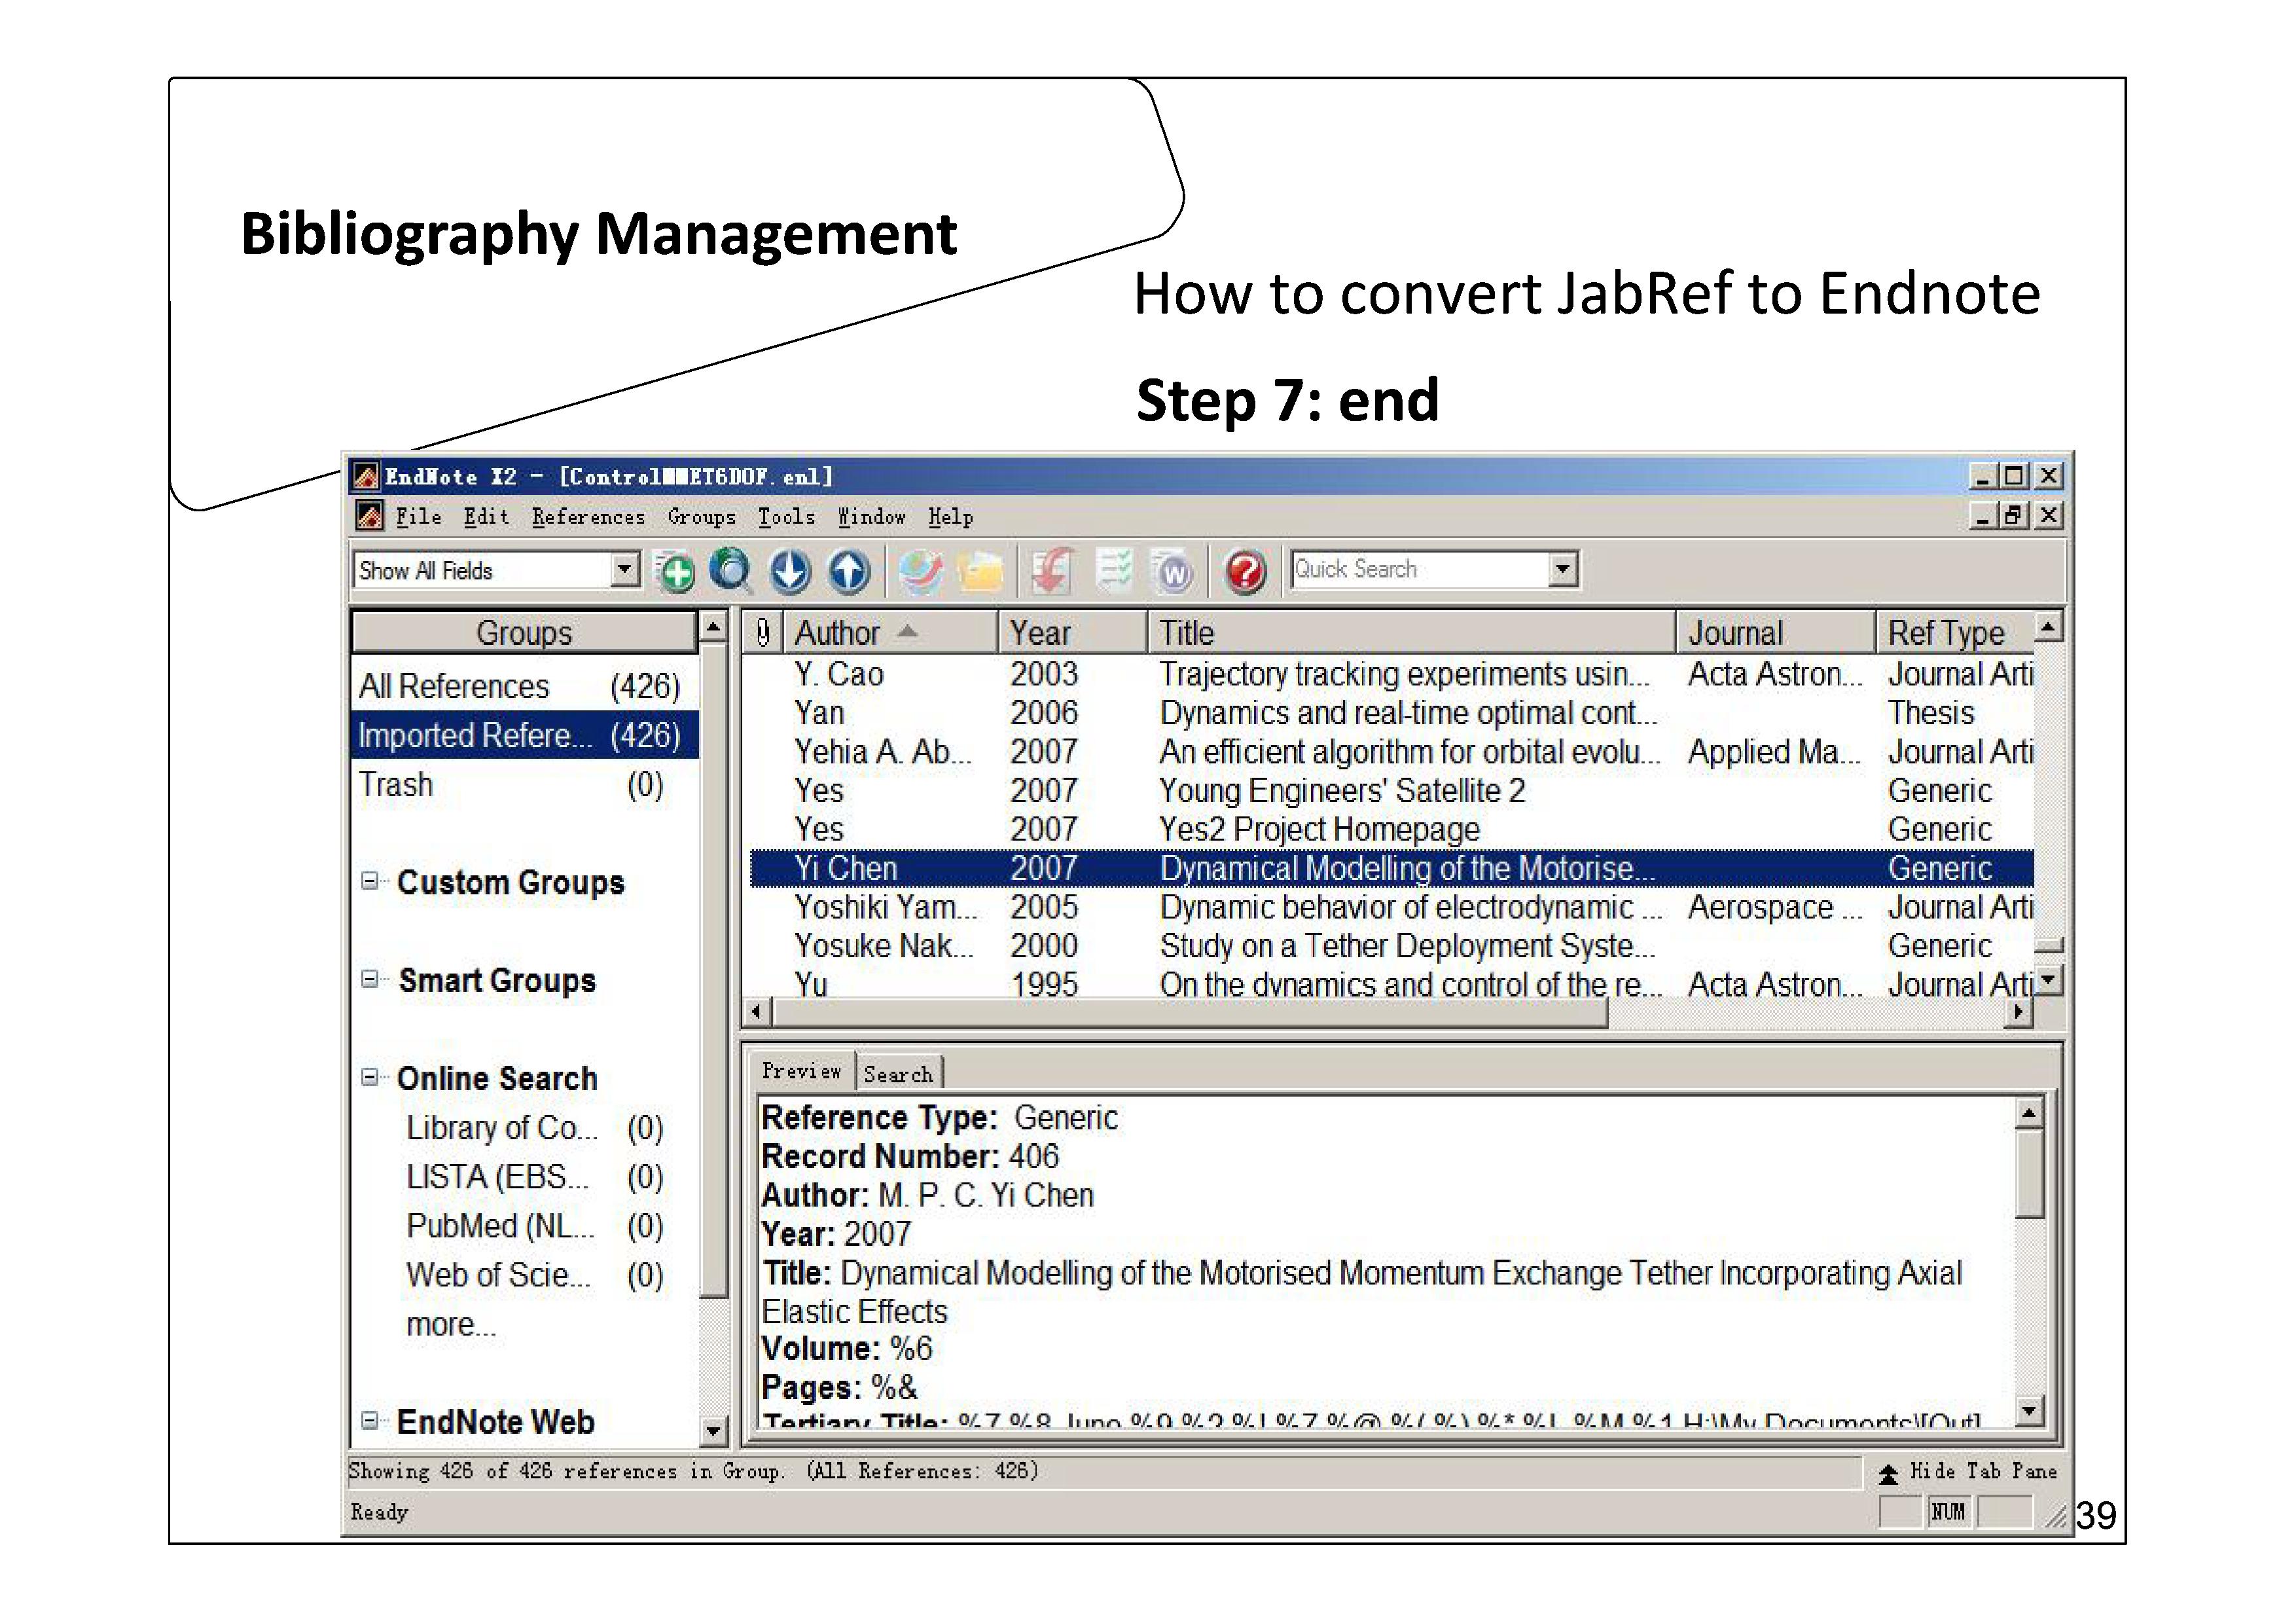 Bibliography Management
How to convert JabRef to Endnote
Step 7: end
EndNote X2 - [Control■■ET6DOF.enl]
File Edit References Groups Tools Window Help
Show All Fields
Quick Search
Groups
All References (426)
Imported Refere... (426)
Trash (0)
Custom Groups
Smart Groups
Online Search
Library of Co... (0)
LISTA (EBS... (0)
PubMed (NL... (0)
Web of Scie... (0)
more...
EndNote Web
Author Year Title Journal Ref Type
Y. Cao 2003 Trajectory tracking experiments usin... Acta Astron... Journal Arti
Yan 2006 Dynamics and real-time optimal cont... Thesis
Yehia A. Ab... 2007 An efficient algorithm for orbital evolu... Applied Ma... Journal Arti
Yes 2007 Young Engineers' Satellite 2 Generic
Yes 2007 Yes2 Project Homepage Generic
Yi Chen 2007 Dynamical Modelling of the Motorise... Generic
Yoshiki Yam... 2005 Dynamic behavior of electrodynamic ... Aerospace ... Journal Arti
Yosuke Nak... 2000 Study on a Tether Deployment Syste... Generic
Yu 1995 On the dynamics and control of the re... Acta Astron... Journal Arti
Preview Search
Reference Type: Generic
Record Number: 406
Author: M. P. C. Yi Chen
Year: 2007
Title: Dynamical Modelling of the Motorised Momentum Exchange Tether Incorporating Axial
Elastic Effects
Volume: %6
Pages: %&
Tertiary Title: %7 %8 June %9 %? %! %Z %@ %( %) %* %L %M %1 H:\My Documents\[Out]
Showing 426 of 426 references in Group. (All References: 426)
Hide Tab Pane
Ready
NUM
39